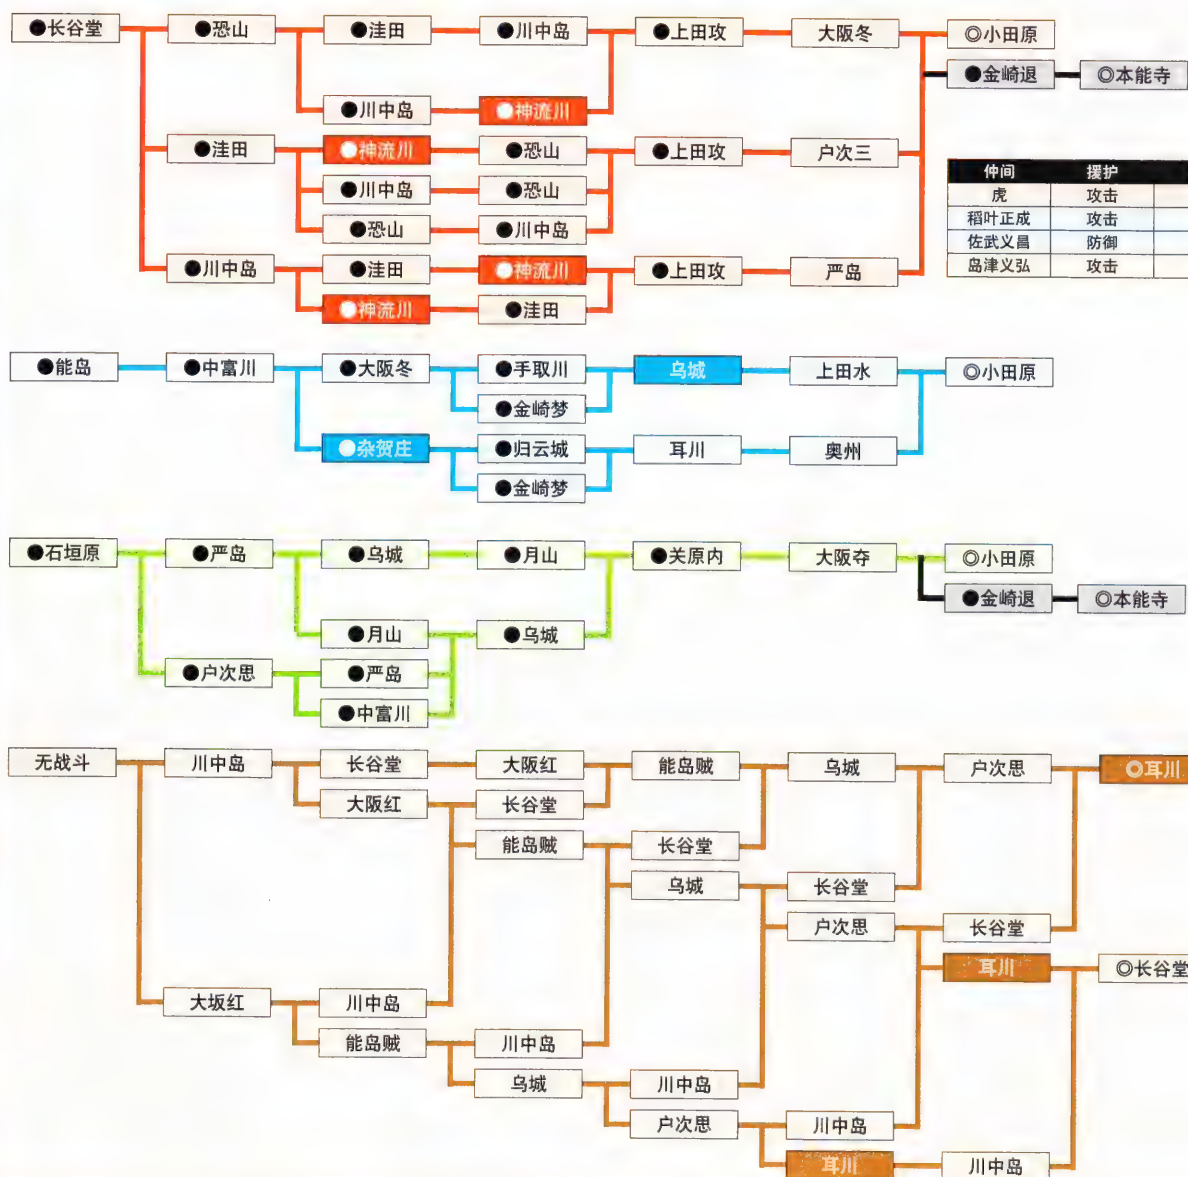 ●长谷堂 ●恐山 ●洼田 ●川中岛 ●上田攻 大阪冬 ◎小田原
●金崎退 ◎本能寺
●川中岛 ●神流川
●洼田 ●神流川 ●恐山 ●上田攻 户次三
●川中岛 ●恐山
●恐山 ●川中岛
●川中岛 ●洼田 ●神流川 ●上田攻 严岛
●神流川 ●洼田
仲间 援护
虎 攻击
稻叶正成 攻击
佐武义昌 防御
岛津义弘 攻击
●能岛 ●中富川 ●大阪冬 ●手取川 乌城 上田水 ◎小田原
●金崎梦
●杂贺庄 ●归云城 耳川 奥州
●金崎梦
●石垣原 ●严岛 ●乌城 ●月山 ●关原内 大阪夺 ◎小田原
●金崎退 ◎本能寺
●月山 ●乌城
●户次思 ●严岛
●中富川
无战斗 川中岛 长谷堂 大阪红 能岛贼 乌城 户次思 ◎耳川
大阪红 长谷堂
能岛贼 长谷堂
乌城 长谷堂
户次思 长谷堂
耳川 ◎长谷堂
大坂红 川中岛
能岛贼 川中岛
乌城 川中岛
户次思 川中岛
耳川 川中岛